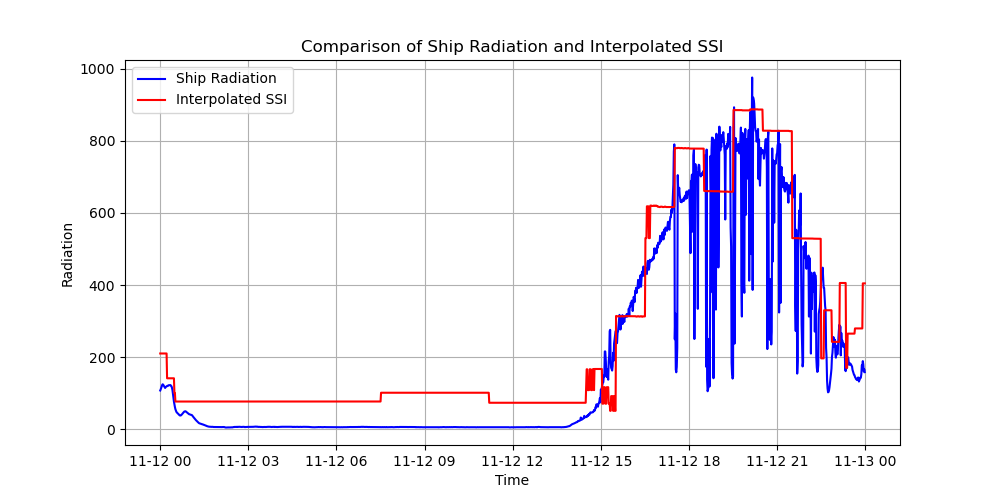 Comparison of Ship Radiation and Interpolated SSI
Ship Radiation
Interpolated SSI
1000
800
600
400
200
0
Radiation
11-12 00 11-12 03 11-12 06 11-12 09 11-12 12 11-12 15 11-12 18 11-12 21 11-13 00
Time